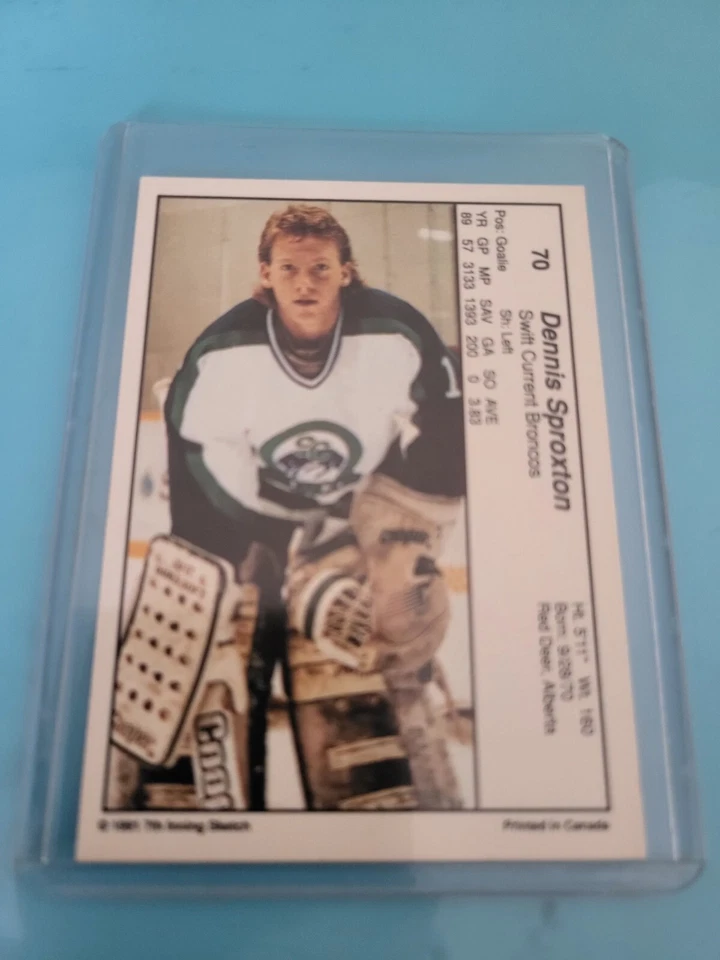 70 Dennis Sproxton
Swift Current Broncos
Pos: Goalie Sh: Left
YR GP MP SAV GA SO AVE
89 57 3133 1393 200 0 3.83
Ht. 5'11" Wt. 180
Born: 9/28/70
Red Deer, Alberta
1
© 1991 7th Inning Sketch
Printed in Canada